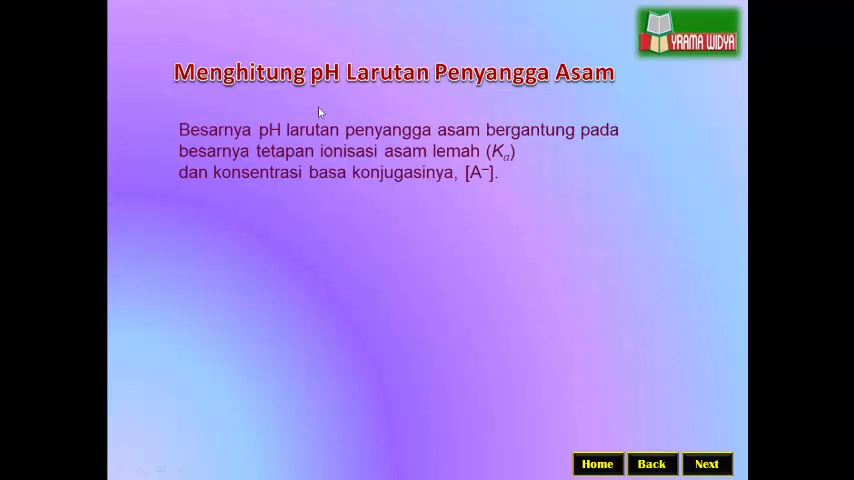 YRAMA WIDYA
Menghitung pH Larutan Penyangga Asam
Besarnya pH larutan penyangga asam bergantung pada
besarnya tetapan ionisasi asam lemah (Kₐ)
dan konsentrasi basa konjugasinya, [A⁻].
Home Back Next